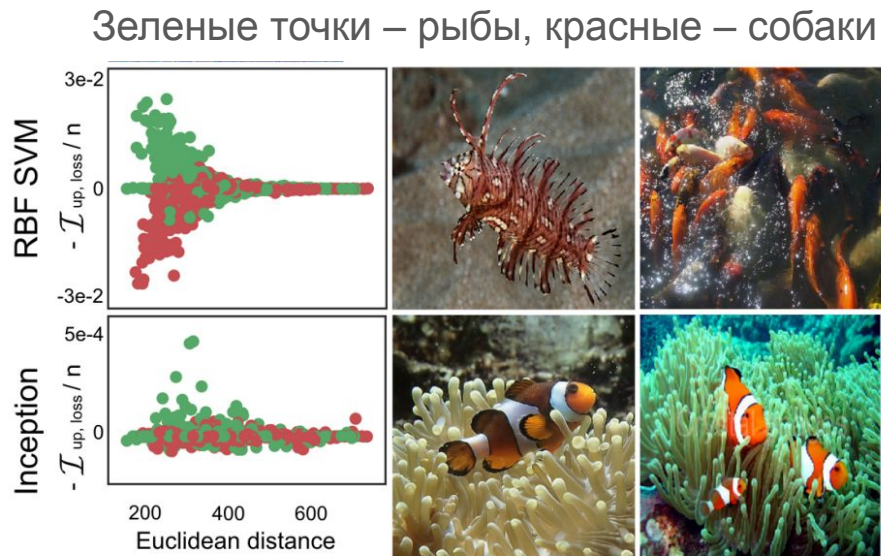 Зеленые точки – рыбы, красные – собаки
RBF SVM
- I up, loss / n
3e-2
0
-3e-2
Inception
- I up, loss / n
5e-4
0
200 400 600
Euclidean distance